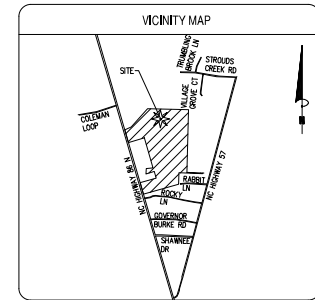 VICINITY MAP
TRUMBLING
BROOK LN
STROUDS
CREEK RD
SITE
VILLAGE
GROVE CT
COLEMAN
LOOP
NC HIGHWAY 86 N
NC HIGHWAY 57
RABBIT
LN
ROCKY
LN
GOVERNOR
BURKE RD
SHAWNEE
DR
N